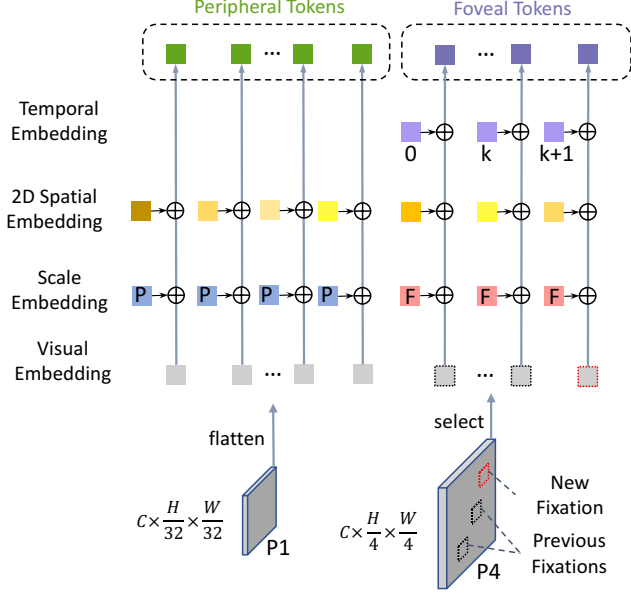 Peripheral Tokens
Foveal Tokens
... ...
Temporal
Embedding
0 k k+1
2D Spatial
Embedding
Scale
Embedding
P P P P F F F
Visual
Embedding
... ...
flatten
select
C × H/32 × W/32
P1
C × H/4 × W/4
P4
New
Fixation
Previous
Fixations